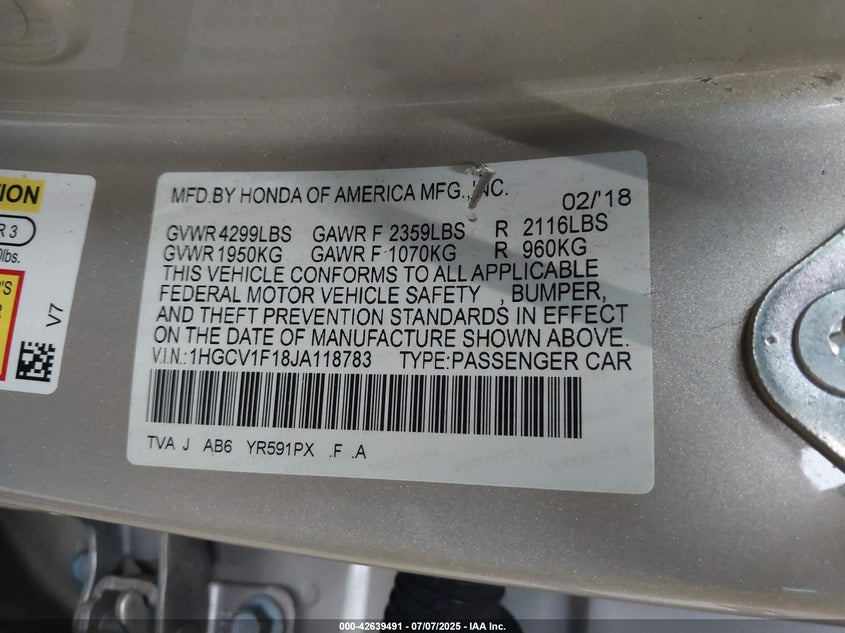 MFD.BY HONDA OF AMERICA MFG.,INC. 02/'18
GVWR 4299LBS GAWR F 2359LBS R 2116LBS
GVWR 1950KG GAWR F 1070KG R 960KG
THIS VEHICLE CONFORMS TO ALL APPLICABLE
FEDERAL MOTOR VEHICLE SAFETY , BUMPER,
AND THEFT PREVENTION STANDARDS IN EFFECT
ON THE DATE OF MANUFACTURE SHOWN ABOVE.
V.I.N.:1HGCV1F18JA118783 TYPE:PASSENGER CAR
TVA J AB6 YR591PX .F .A
R 3
lbs.
V7
000-42639491 - 07/07/2025 - IAA Inc.